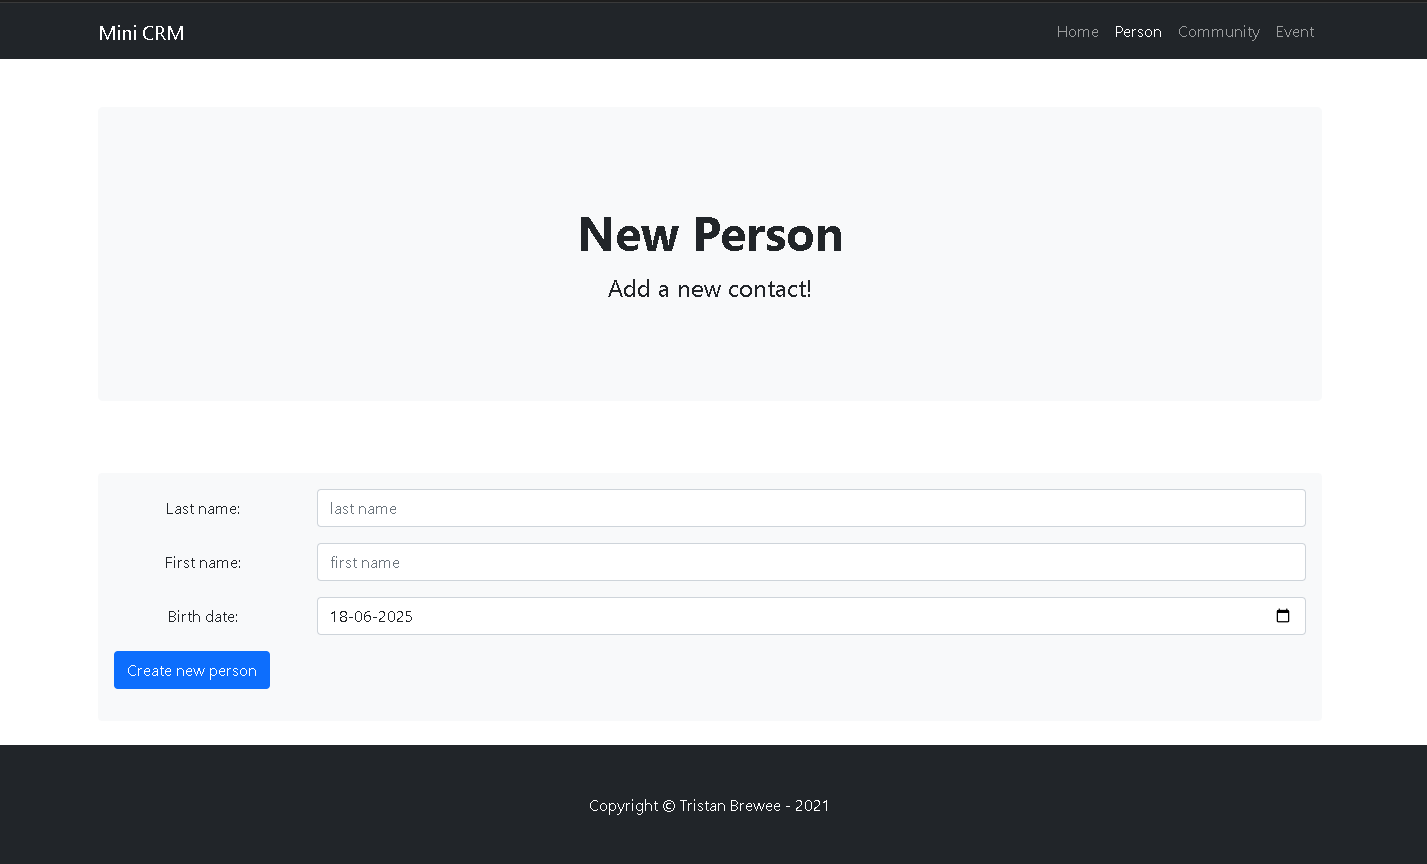 Mini CRM
Home Person Community Event
New Person
Add a new contact!
Last name: last name
First name: first name
Birth date: 18-06-2025
Create new person
Copyright © Tristan Brewee - 2021